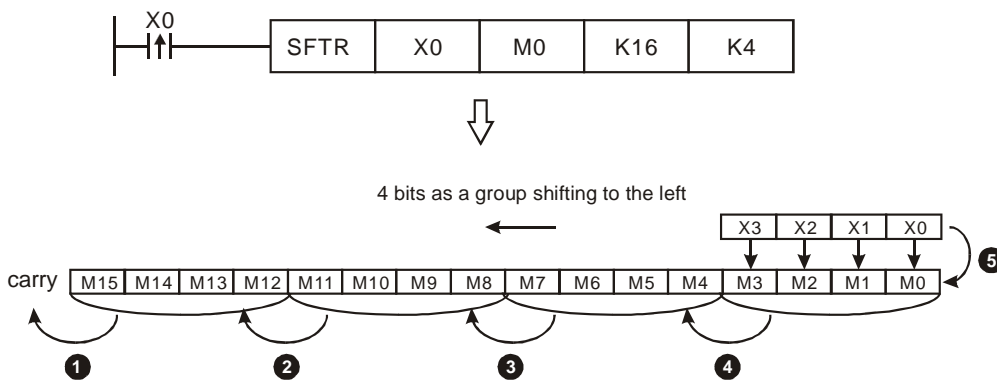 X0
SFTR X0 M0 K16 K4
4 bits as a group shifting to the left
X3 X2 X1 X0
5
carry M15 M14 M13 M12 M11 M10 M9 M8 M7 M6 M5 M4 M3 M2 M1 M0
1 2 3 4